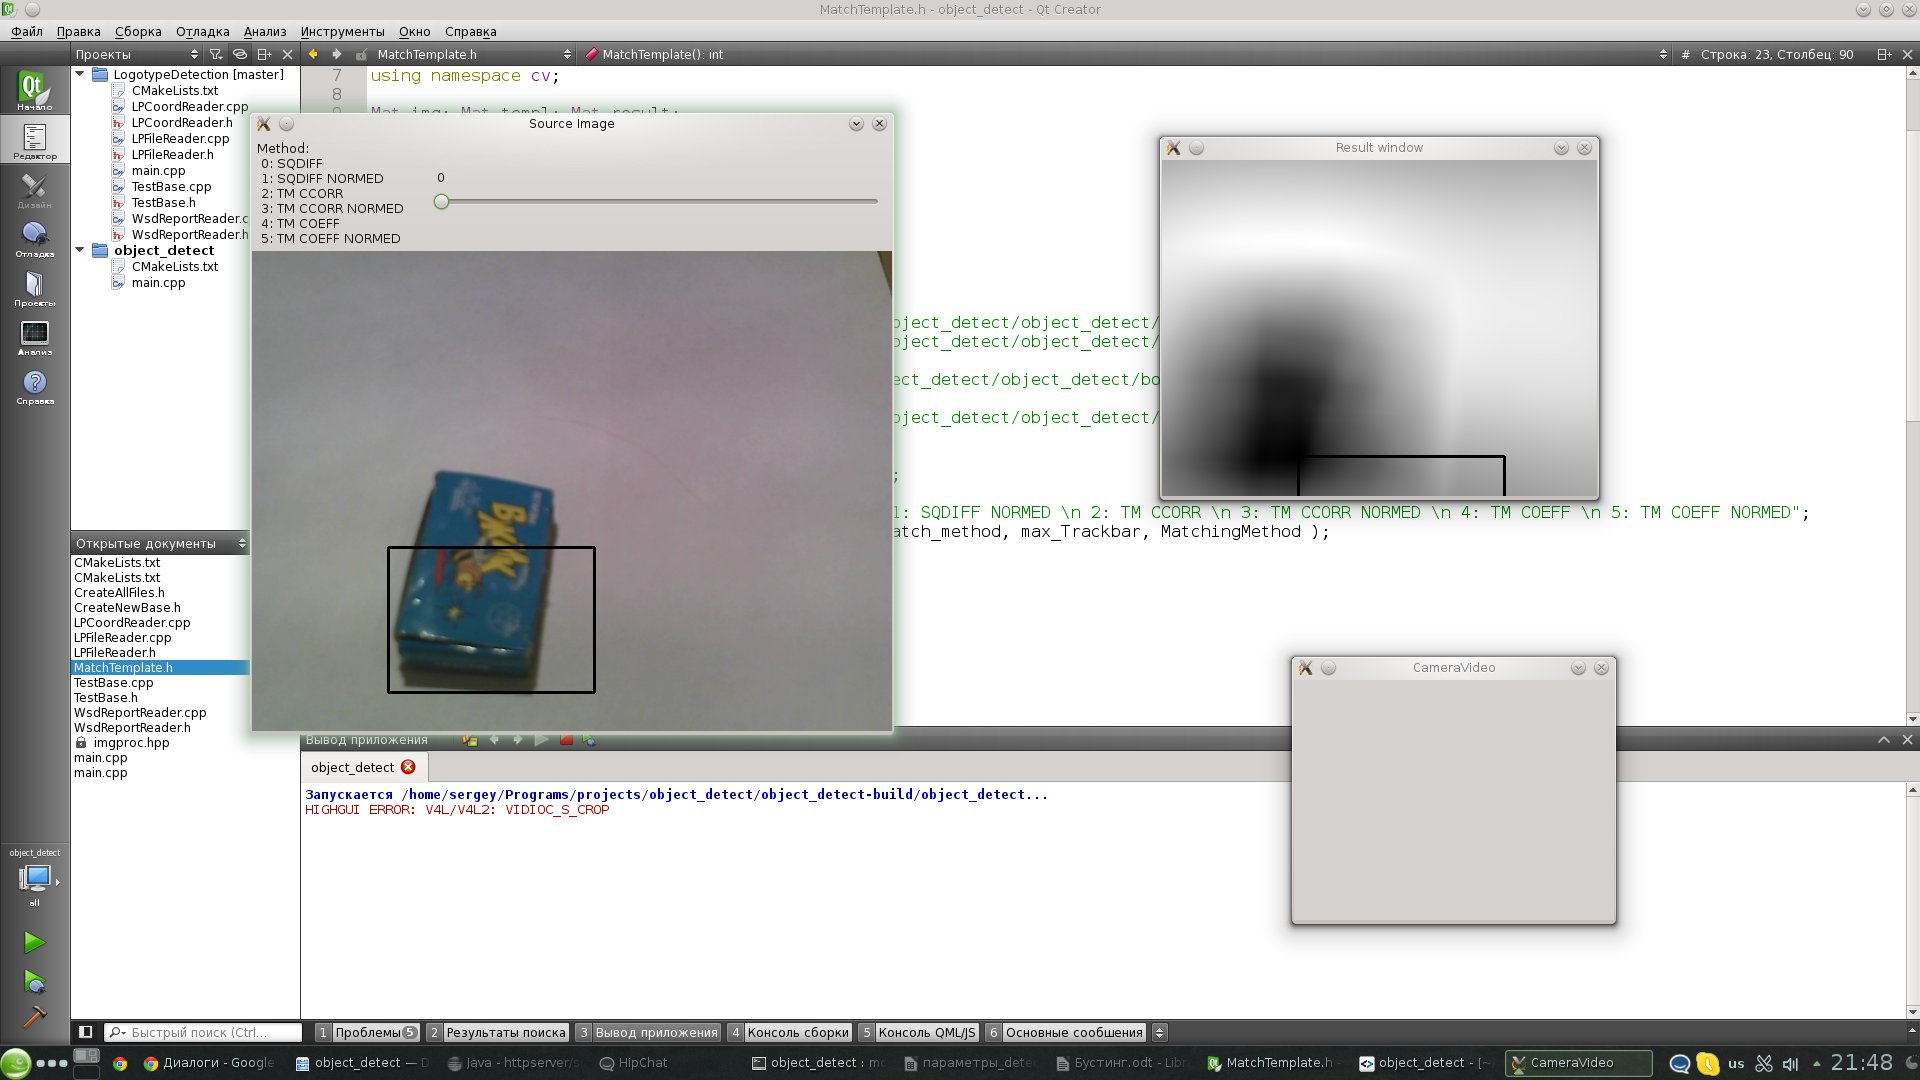 MatchTemplate.h - object_detect - Qt Creator
Файл Правка Сборка Отладка Анализ Инструменты Окно Справка
Проекты MatchTemplate.h MatchTemplate(): int # Строка: 23, Столбец: 90
Начало
Редактор
Дизайн
Отладка
Проекты
Анализ
Справка
LogotypeDetection [master]
CMakeLists.txt
LPCoordReader.cpp
LPCoordReader.h
LPFileReader.cpp
LPFileReader.h
main.cpp
TestBase.cpp
TestBase.h
WsdReportReader.c
WsdReportReader.h
object_detect
CMakeLists.txt
main.cpp
7 using namespace cv;
8
Source Image
Method:
0: SQDIFF
1: SQDIFF NORMED
2: TM CCORR
3: TM CCORR NORMED
4: TM COEFF
5: TM COEFF NORMED
0
Result window
bject_detect/object_detect/
bject_detect/object_detect/
ect_detect/object_detect/bo
bject_detect/object_detect/
;
1: SQDIFF NORMED \n 2: TM CCORR \n 3: TM CCORR NORMED \n 4: TM COEFF \n 5: TM COEFF NORMED";
atch_method, max_Trackbar, MatchingMethod );
CameraVideo
Открытые документы
CMakeLists.txt
CMakeLists.txt
CreateAllFiles.h
CreateNewBase.h
LPCoordReader.cpp
LPFileReader.cpp
LPFileReader.h
MatchTemplate.h
TestBase.cpp
TestBase.h
WsdReportReader.cpp
WsdReportReader.h
imgproc.hpp
main.cpp
main.cpp
Вывод приложения
object_detect
Запускается /home/sergey/Programs/projects/object_detect/object_detect-build/object_detect...
HIGHGUI ERROR: V4L/V4L2: VIDIOC_S_CROP
object_detect
all
Быстрый поиск (Ctrl...
1 Проблемы 5 2 Результаты поиска 3 Вывод приложения 4 Консоль сборки 5 Консоль QML/JS 6 Основные сообщения
Диалоги - Google object_detect — Java - httpserver/s HipChat object_detect : mc параметры_dete Бустинг.odt - Libr MatchTemplate.h - object_detect - [~ CameraVideo us 21:48